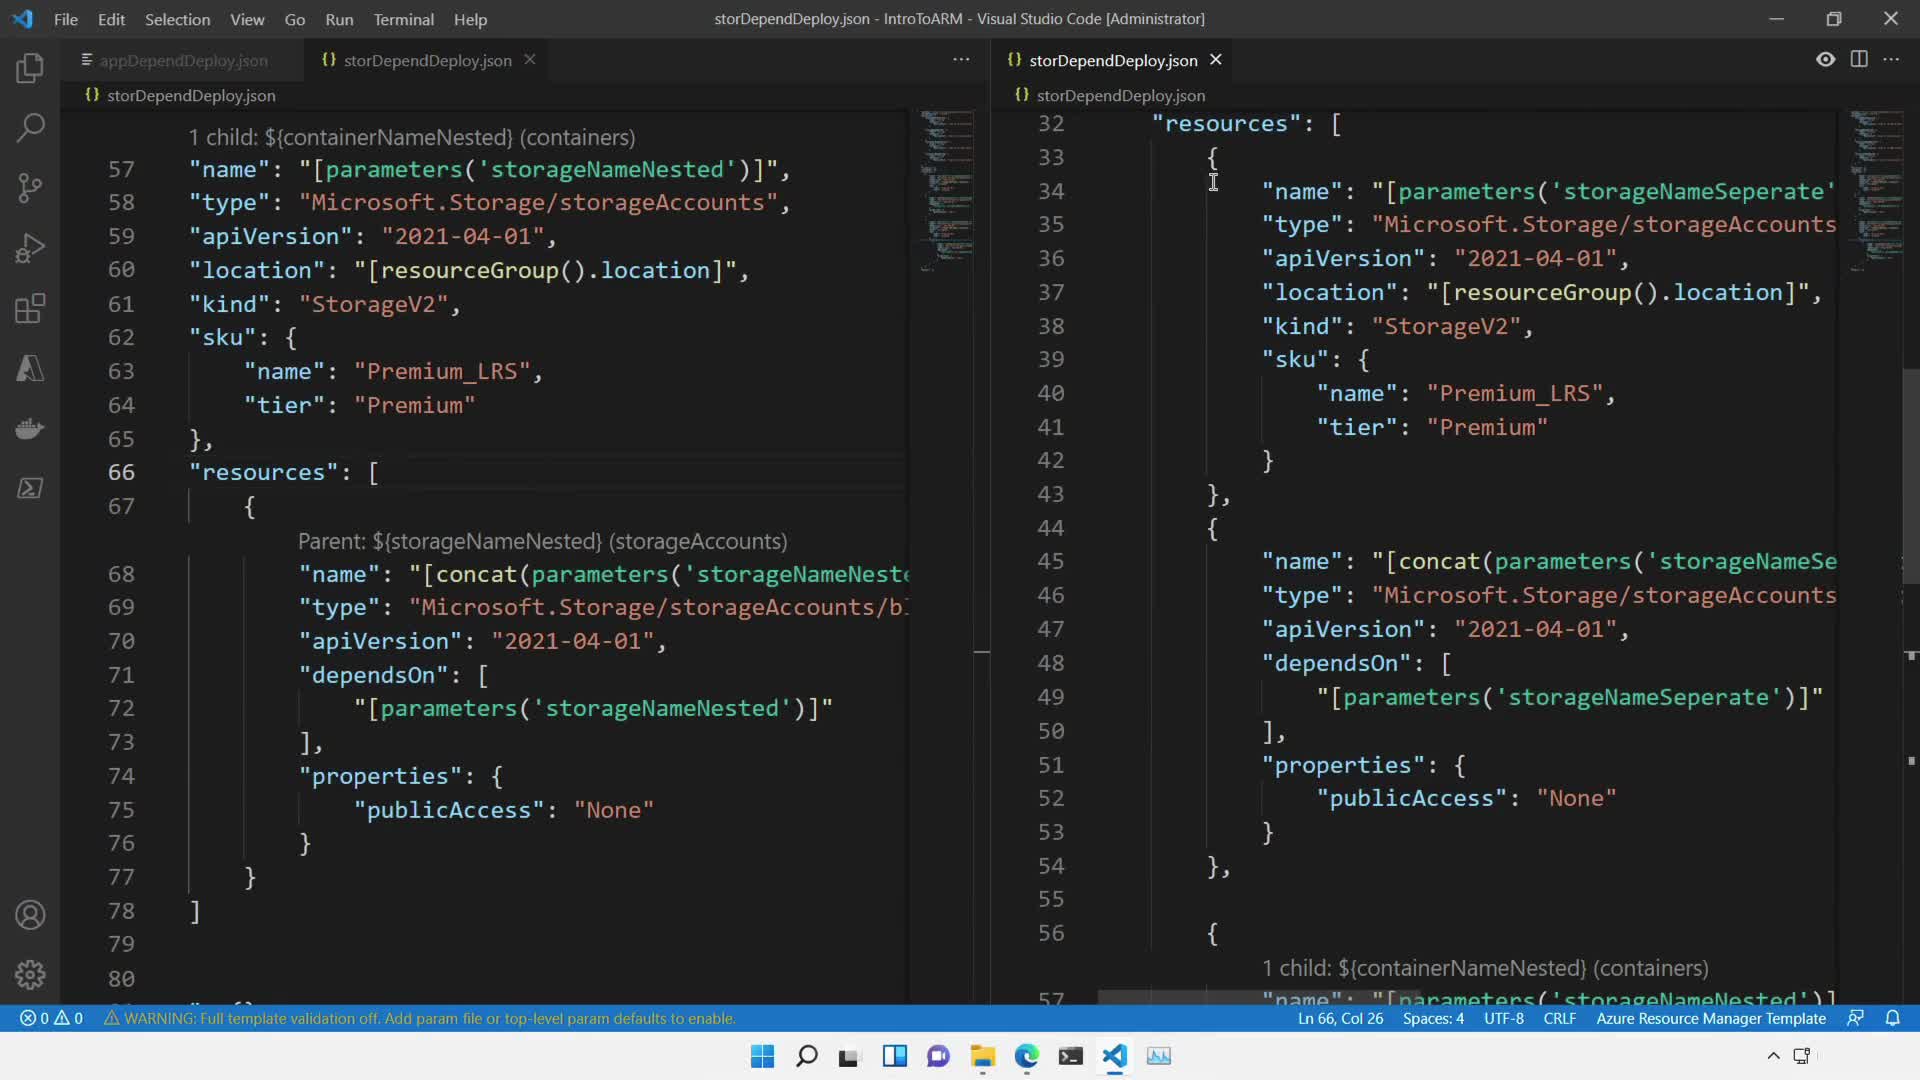 File Edit Selection View Go Run Terminal Help
storDependDeploy.json - IntroToARM - Visual Studio Code [Administrator]
appDependDeploy.json
storDependDeploy.json
storDependDeploy.json
1 child: ${containerNameNested} (containers)
57 "name": "[parameters('storageNameNested')]",
58 "type": "Microsoft.Storage/storageAccounts",
59 "apiVersion": "2021-04-01",
60 "location": "[resourceGroup().location]",
61 "kind": "StorageV2",
62 "sku": {
63 "name": "Premium_LRS",
64 "tier": "Premium"
65 },
66 "resources": [
67 {
Parent: ${storageNameNested} (storageAccounts)
68 "name": "[concat(parameters('storageNameNeste
69 "type": "Microsoft.Storage/storageAccounts/bl
70 "apiVersion": "2021-04-01",
71 "dependsOn": [
72 "[parameters('storageNameNested')]"
73 ],
74 "properties": {
75 "publicAccess": "None"
76 }
77 }
78 ]
79
80
storDependDeploy.json
storDependDeploy.json
32 "resources": [
33 {
34 "name": "[parameters('storageNameSeperate'
35 "type": "Microsoft.Storage/storageAccounts
36 "apiVersion": "2021-04-01",
37 "location": "[resourceGroup().location]",
38 "kind": "StorageV2",
39 "sku": {
40 "name": "Premium_LRS",
41 "tier": "Premium"
42 }
43 },
44 {
45 "name": "[concat(parameters('storageNameSe
46 "type": "Microsoft.Storage/storageAccounts
47 "apiVersion": "2021-04-01",
48 "dependsOn": [
49 "[parameters('storageNameSeperate')]"
50 ],
51 "properties": {
52 "publicAccess": "None"
53 }
54 },
55
56 {
1 child: ${containerNameNested} (containers)
57 "name": "[parameters('storageNameNested')]
0 0 WARNING: Full template validation off. Add param file or top-level param defaults to enable.
Ln 66, Col 26 Spaces: 4 UTF-8 CRLF Azure Resource Manager Template